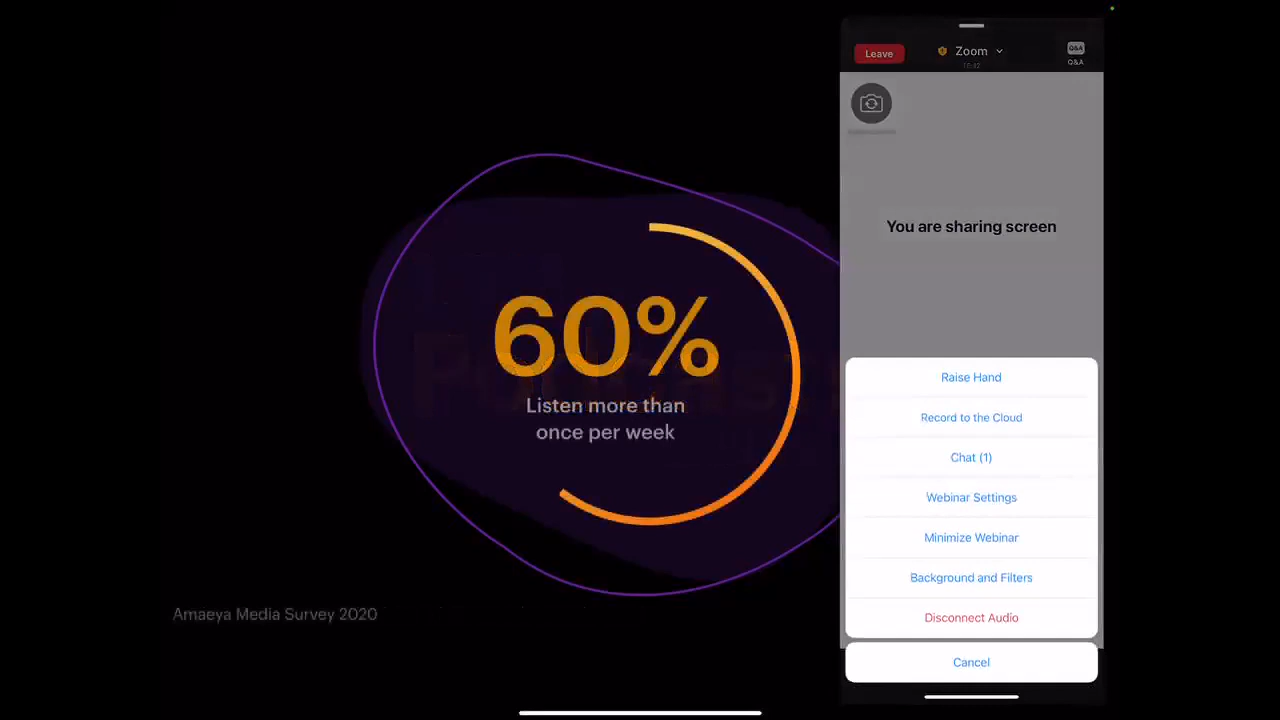 60%
Listen more than
once per week
Amaeya Media Survey 2020
Leave
Zoom
Q&A
Q&A
You are sharing screen
Raise Hand
Record to the Cloud
Chat (1)
Webinar Settings
Minimize Webinar
Background and Filters
Disconnect Audio
Cancel